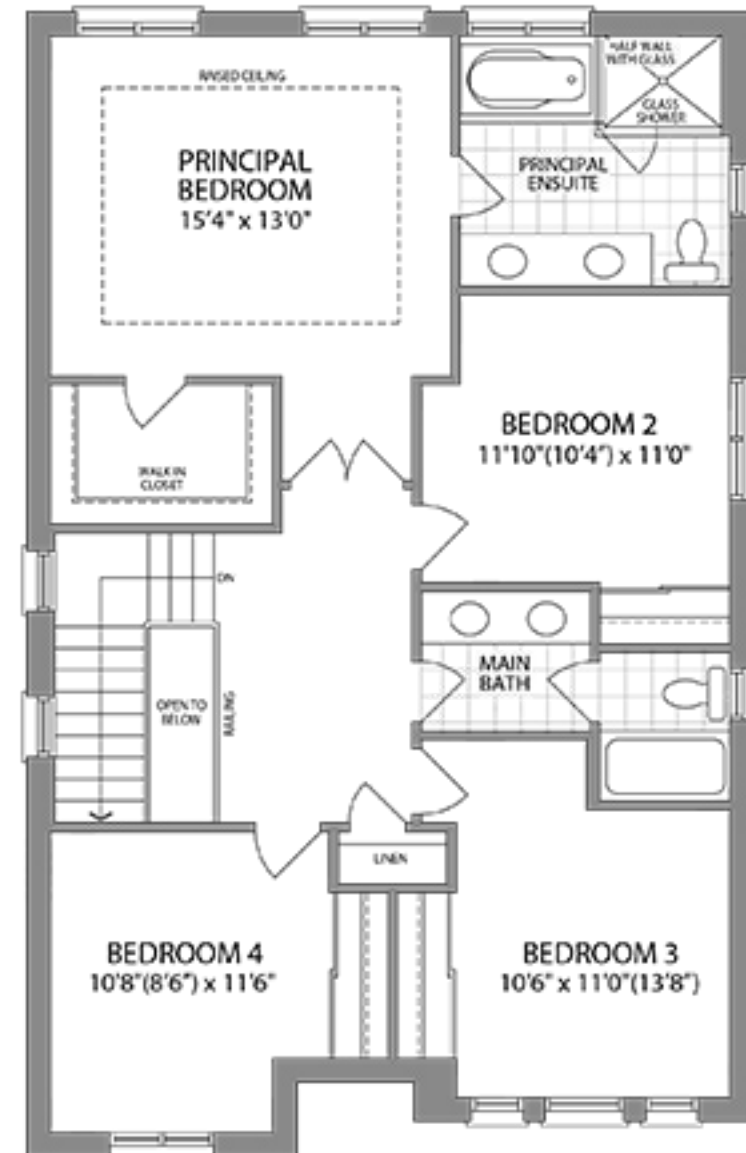 RAISED CEILING
PRINCIPAL
BEDROOM
15'4" x 13'0"
HALF WALL
WITH GLASS
GLASS
SHOWER
PRINCIPAL
ENSUITE
WALK IN
CLOSET
BEDROOM 2
11'10"(10'4") x 11'0"
DN
OPEN TO
BELOW
RAILING
MAIN
BATH
LINEN
BEDROOM 4
10'8"(8'6") x 11'6"
BEDROOM 3
10'6" x 11'0"(13'8")